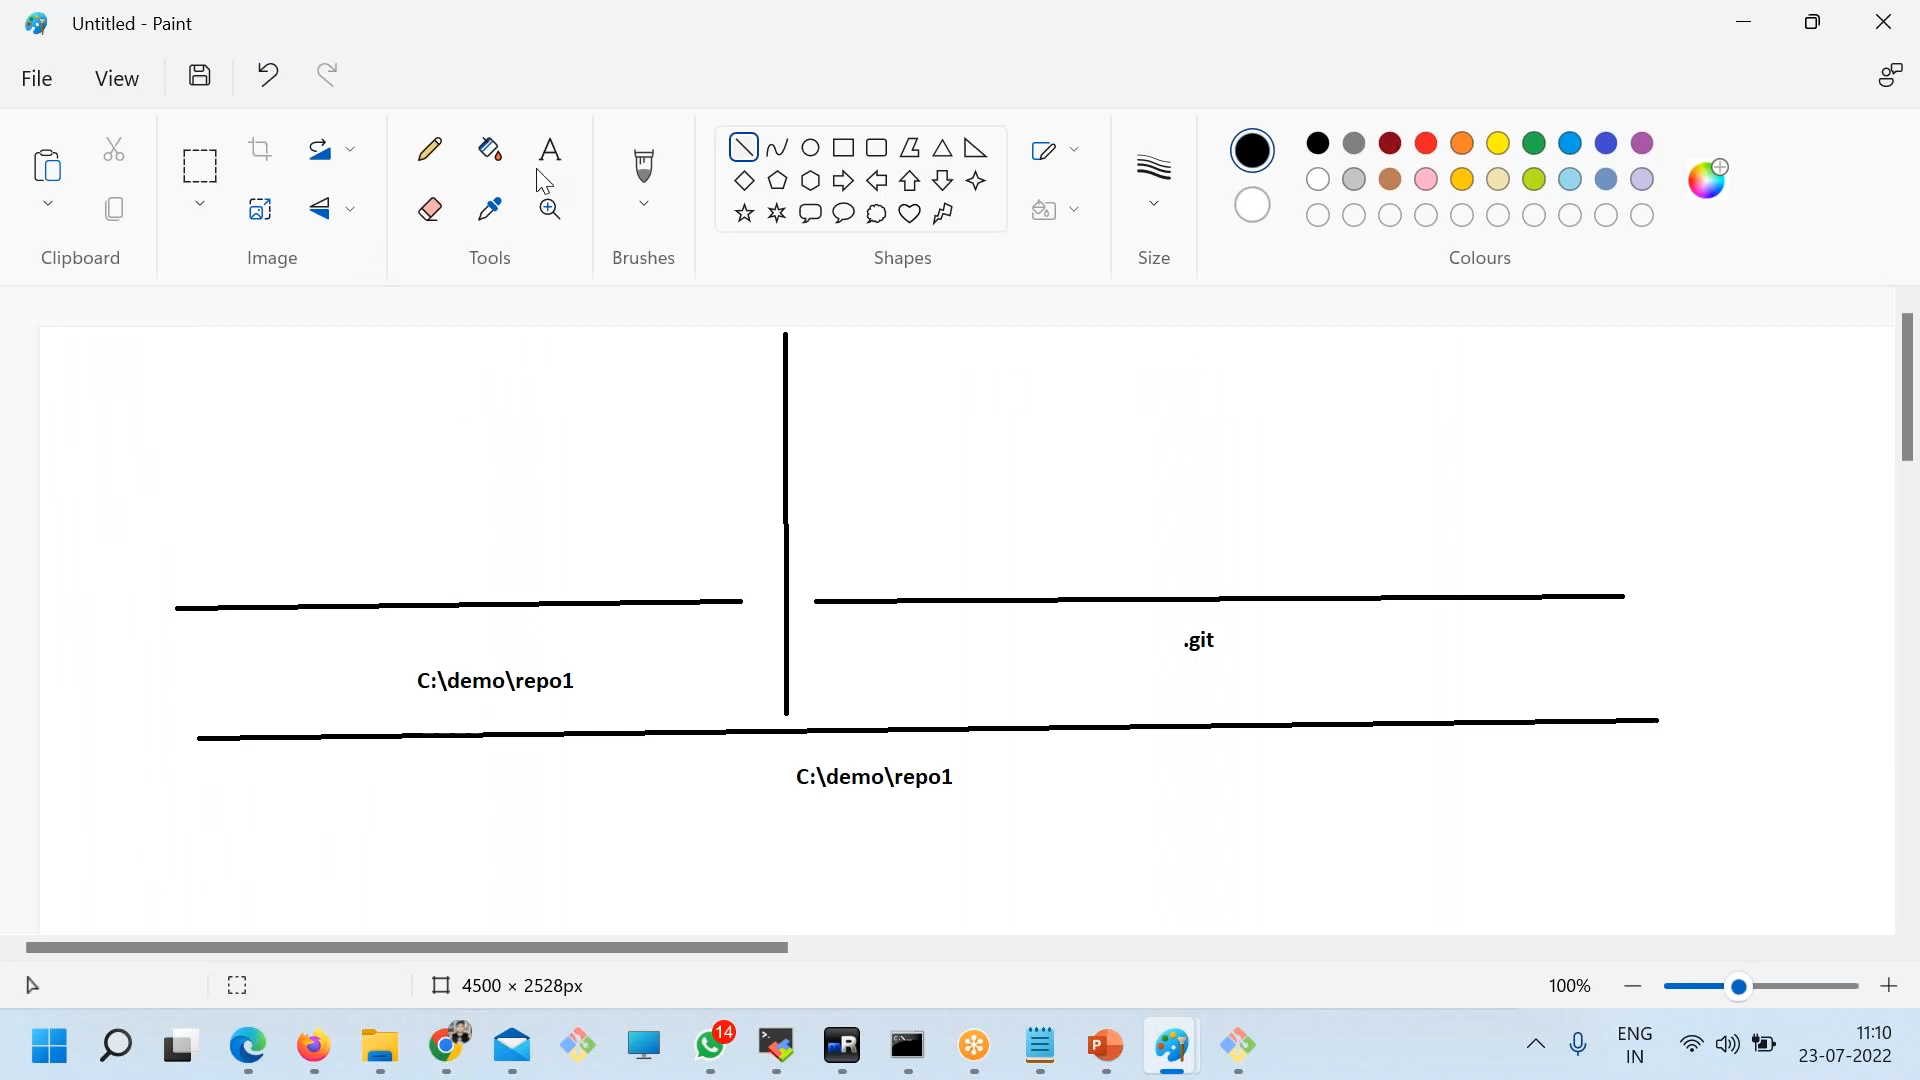 Untitled - Paint
File
View
Clipboard
Image
Tools
Brushes
Shapes
Size
Colours
.git
C:\demo\repo1
C:\demo\repo1
4500 × 2528px
100%
14
ENG
IN
11:10
23-07-2022